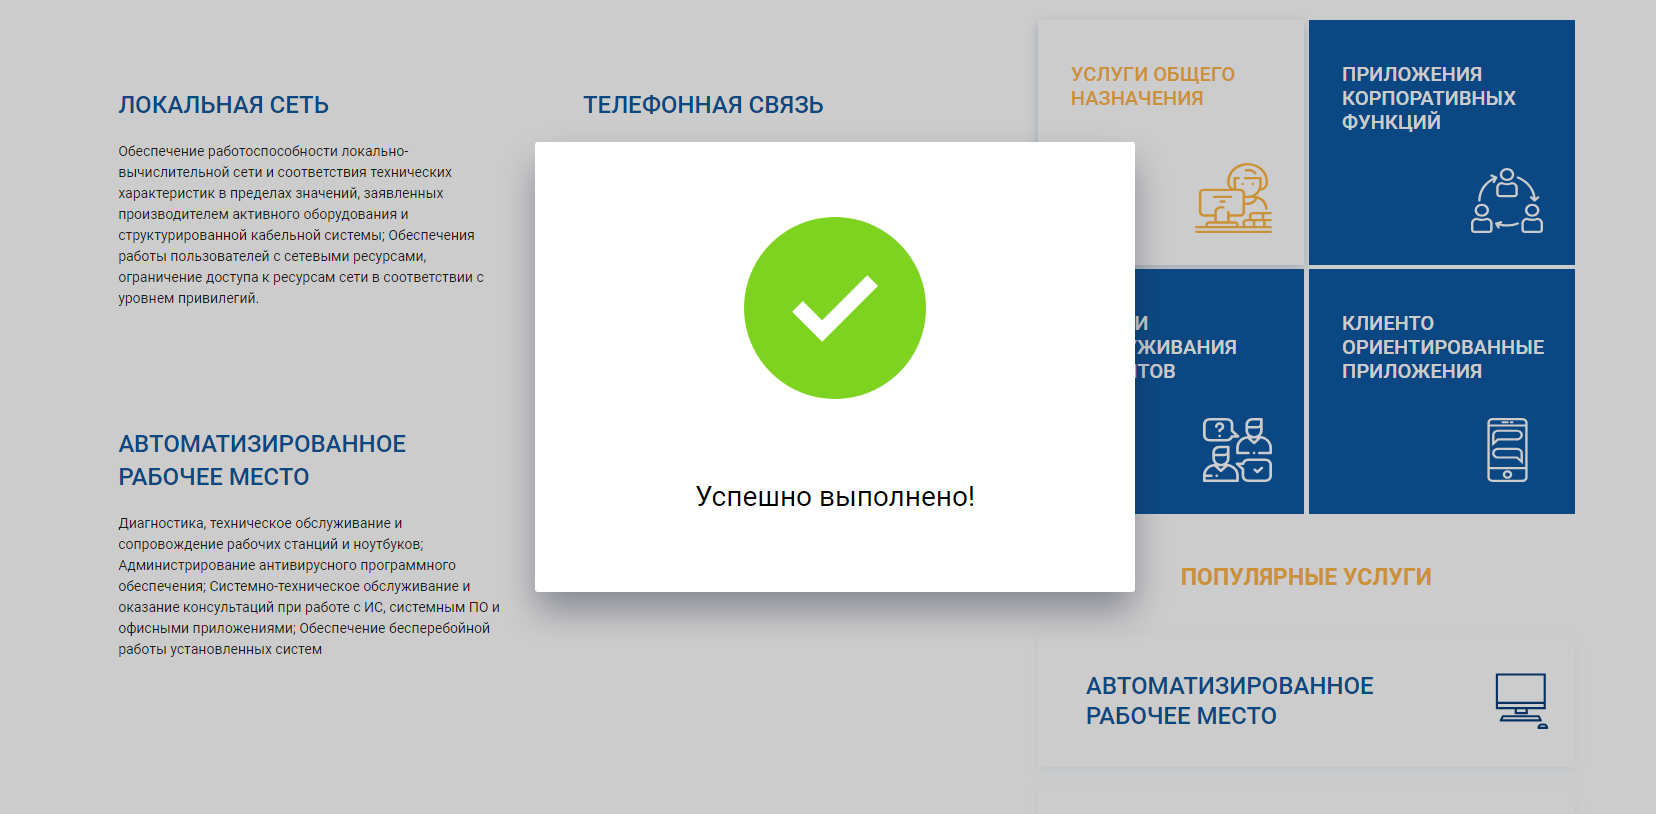 ЛОКАЛЬНАЯ СЕТЬ
Обеспечение работоспособности локально-
вычислительной сети и соответствия технических
характеристик в пределах значений, заявленных
производителем активного оборудования и
структурированной кабельной системы; Обеспечения
работы пользователей с сетевыми ресурсами,
ограничение доступа к ресурсам сети в соответствии с
уровнем привилегий.
ТЕЛЕФОННАЯ СВЯЗЬ
АВТОМАТИЗИРОВАННОЕ
РАБОЧЕЕ МЕСТО
Диагностика, техническое обслуживание и
сопровождение рабочих станций и ноутбуков;
Администрирование антивирусного программного
обеспечения; Системно-техническое обслуживание и
оказание консультаций при работе с ИС, системным ПО и
офисными приложениями; Обеспечение бесперебойной
работы установленных систем
Успешно выполнено!
УСЛУГИ ОБЩЕГО
НАЗНАЧЕНИЯ
ПРИЛОЖЕНИЯ
КОРПОРАТИВНЫХ
ФУНКЦИЙ
КЛИЕНТО
ОРИЕНТИРОВАННЫЕ
ПРИЛОЖЕНИЯ
ПОПУЛЯРНЫЕ УСЛУГИ
АВТОМАТИЗИРОВАННОЕ
РАБОЧЕЕ МЕСТО